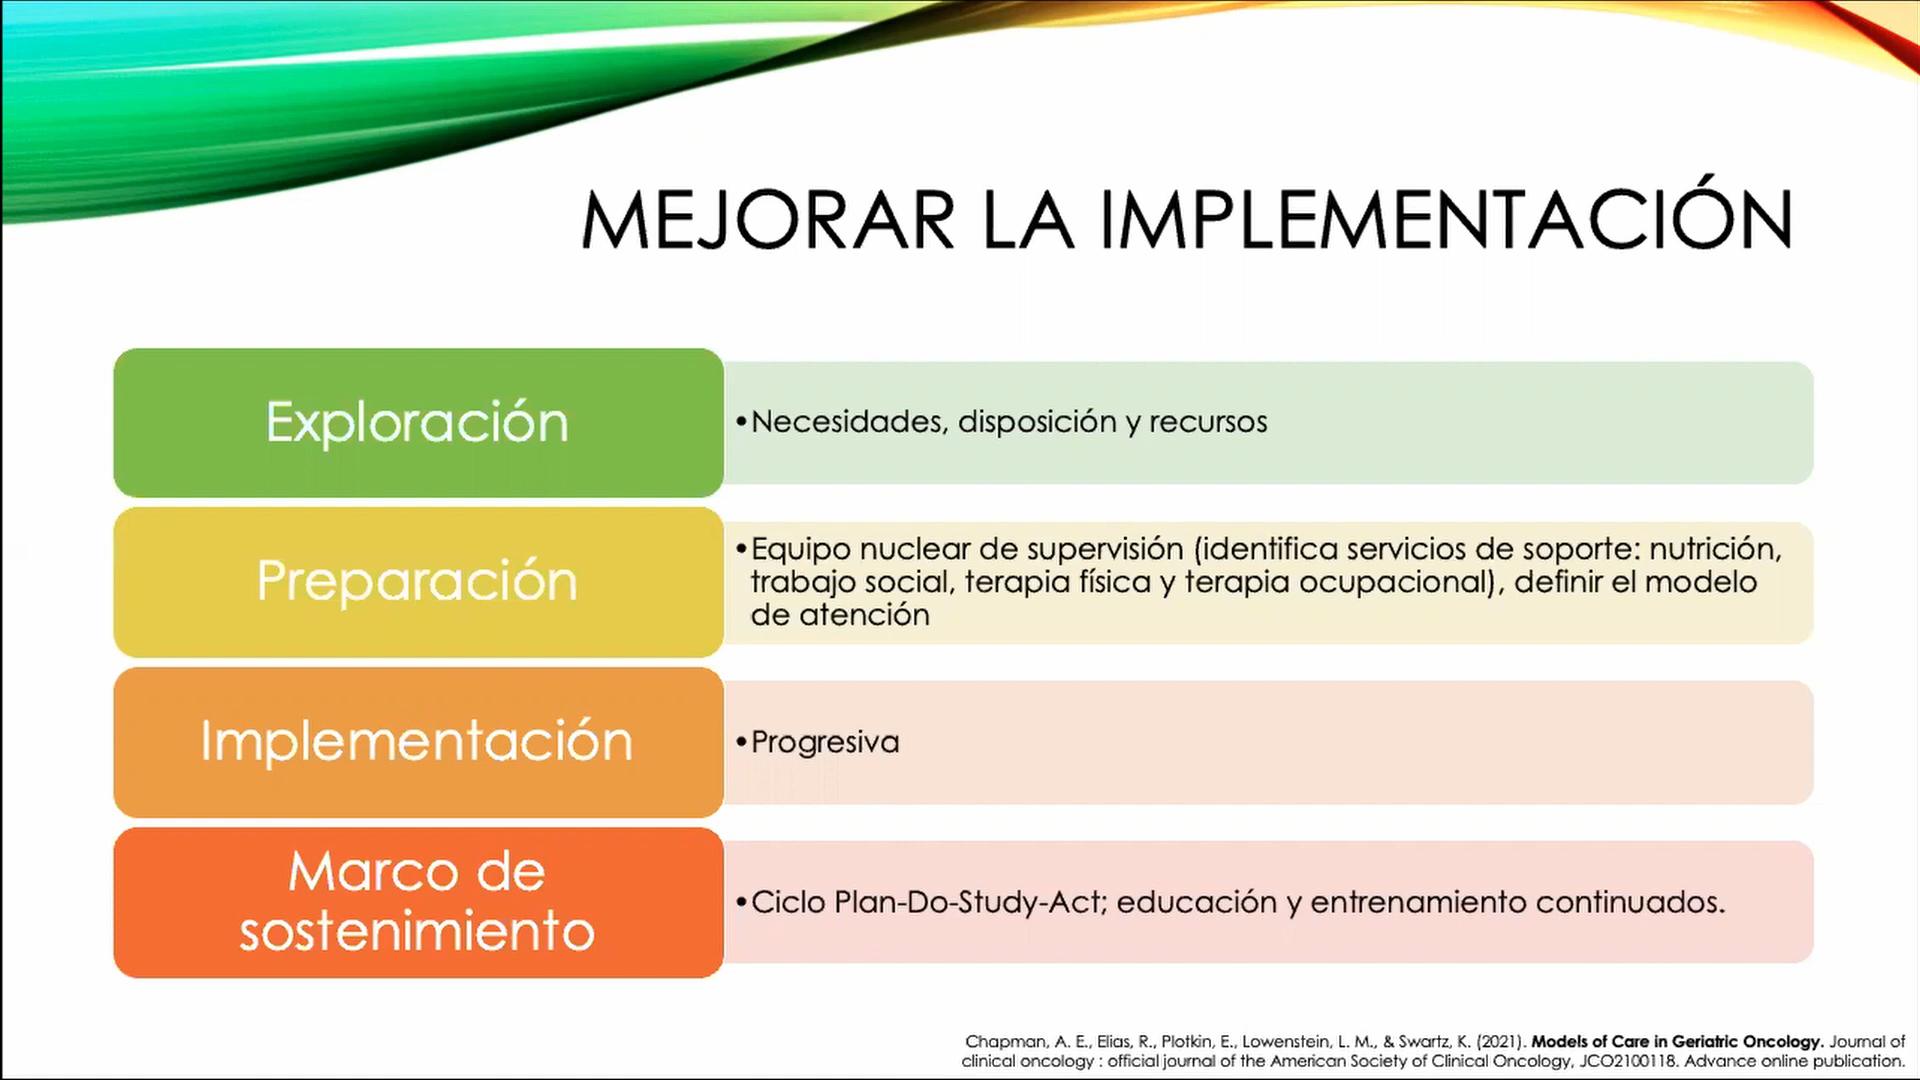 MEJORAR LA IMPLEMENTACIÓN
Exploración
•Necesidades, disposición y recursos
Preparación
•Equipo nuclear de supervisión (identifica servicios de soporte: nutrición,
trabajo social, terapia física y terapia ocupacional), definir el modelo
de atención
Implementación
•Progresiva
Marco de
sostenimiento
•Ciclo Plan-Do-Study-Act; educación y entrenamiento continuados.
Chapman, A. E., Elias, R., Plotkin, E., Lowenstein, L. M., & Swartz, K. (2021). Models of Care in Geriatric Oncology. Journal of
clinical oncology : official journal of the American Society of Clinical Oncology, JCO2100118. Advance online publication.